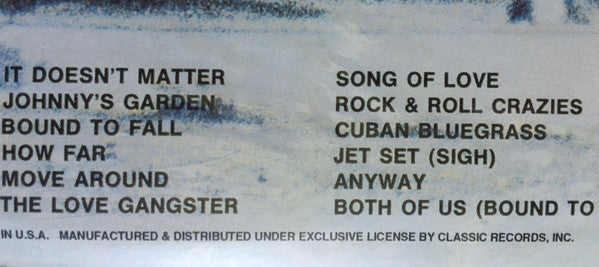 IT DOESN'T MATTER
JOHNNY'S GARDEN
BOUND TO FALL
HOW FAR
MOVE AROUND
THE LOVE GANGSTER
SONG OF LOVE
ROCK & ROLL CRAZIES
CUBAN BLUEGRASS
JET SET (SIGH)
ANYWAY
BOTH OF US (BOUND TO
IN U.S.A. MANUFACTURED & DISTRIBUTED UNDER EXCLUSIVE LICENSE BY CLASSIC RECORDS, INC.